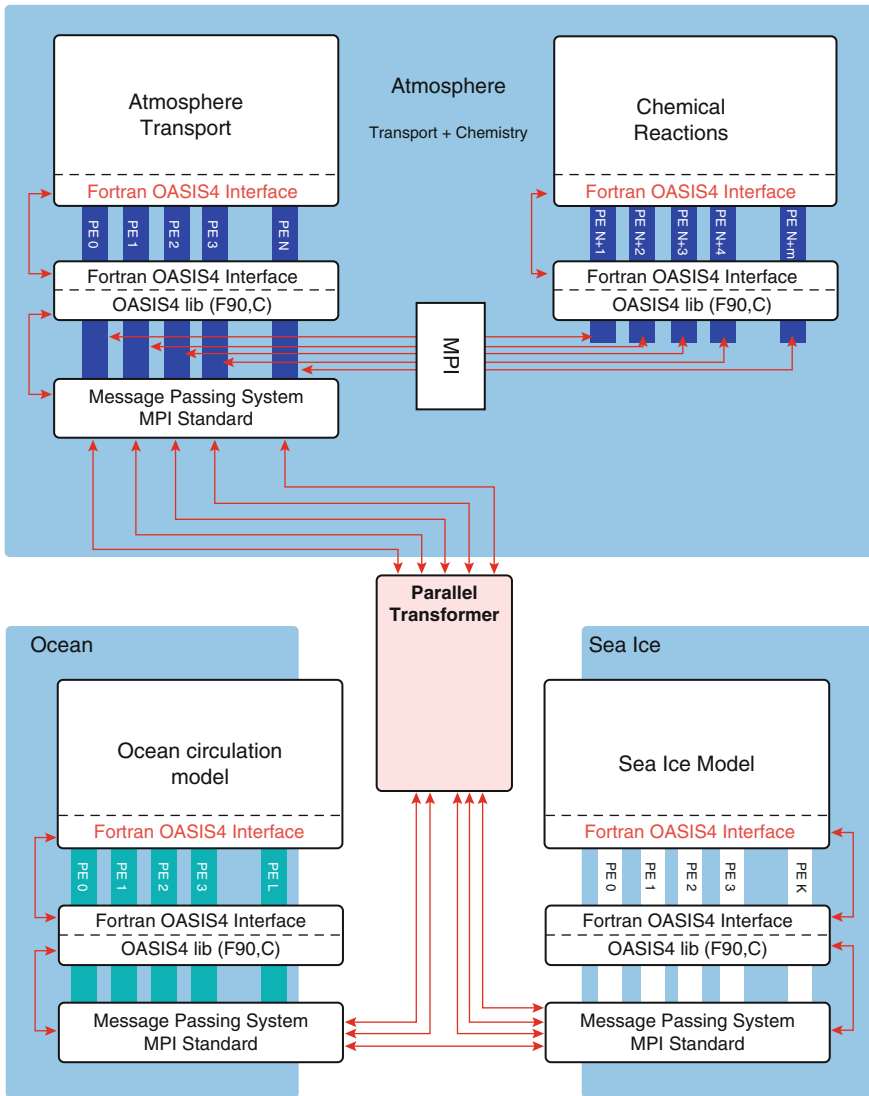 Atmosphere
Transport
Fortran OASIS4 Interface
PE 0
PE 1
PE 2
PE 3
PE N
Fortran OASIS4 Interface
OASIS4 lib (F90,C)
Message Passing System
MPI Standard
Atmosphere
Transport + Chemistry
MPI
Chemical
Reactions
Fortran OASIS4 Interface
PE N+1
PE N+2
PE N+3
PE N+4
PE N+m
Fortran OASIS4 Interface
OASIS4 lib (F90,C)
Parallel
Transformer
Ocean
Ocean circulation
model
Fortran OASIS4 Interface
PE 0
PE 1
PE 2
PE 3
PE L
Fortran OASIS4 Interface
OASIS4 lib (F90,C)
Message Passing System
MPI Standard
Sea Ice
Sea Ice Model
Fortran OASIS4 Interface
PE 0
PE 1
PE 2
PE 3
PE K
Fortran OASIS4 Interface
OASIS4 lib (F90,C)
Message Passing System
MPI Standard